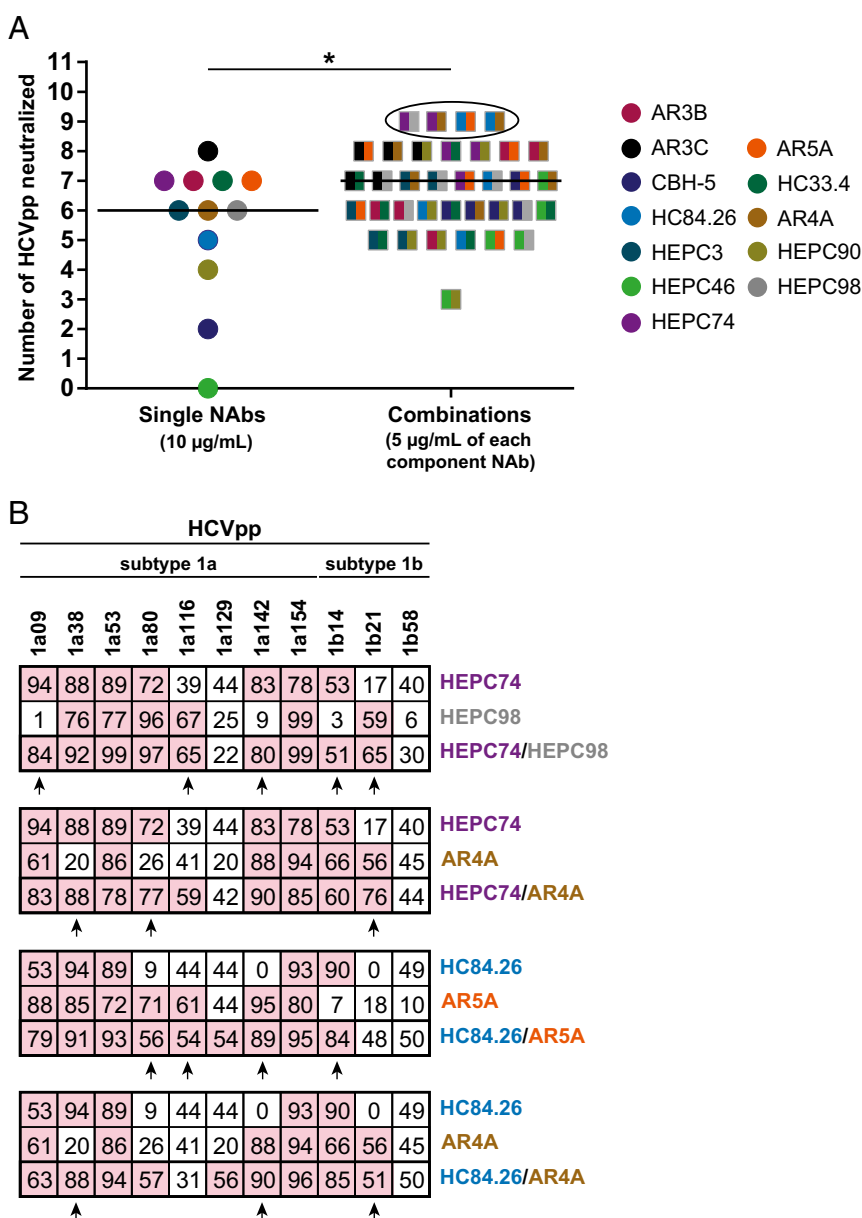 A
*
Number of HCVpp neutralized
11
10
9
8
7
6
5
4
3
2
1
0
Single NAbs
(10 µg/mL)
Combinations
(5 µg/mL of each
component NAb)
AR3B
AR3C
CBH-5
HC84.26
HEPC3
HEPC46
HEPC74
AR5A
HC33.4
AR4A
HEPC90
HEPC98
B
HCVpp
subtype 1a subtype 1b
1a09 1a38 1a53 1a80 1a116 1a129 1a142 1a154 1b14 1b21 1b58
94 88 89 72 39 44 83 78 53 17 40 HEPC74
1 76 77 96 67 25 9 99 3 59 6 HEPC98
84 92 99 97 65 22 80 99 51 65 30 HEPC74/HEPC98
94 88 89 72 39 44 83 78 53 17 40 HEPC74
61 20 86 26 41 20 88 94 66 56 45 AR4A
83 88 78 77 59 42 90 85 60 76 44 HEPC74/AR4A
53 94 89 9 44 44 0 93 90 0 49 HC84.26
88 85 72 71 61 44 95 80 7 18 10 AR5A
79 91 93 56 54 54 89 95 84 48 50 HC84.26/AR5A
53 94 89 9 44 44 0 93 90 0 49 HC84.26
61 20 86 26 41 20 88 94 66 56 45 AR4A
63 88 94 57 31 56 90 96 85 51 50 HC84.26/AR4A